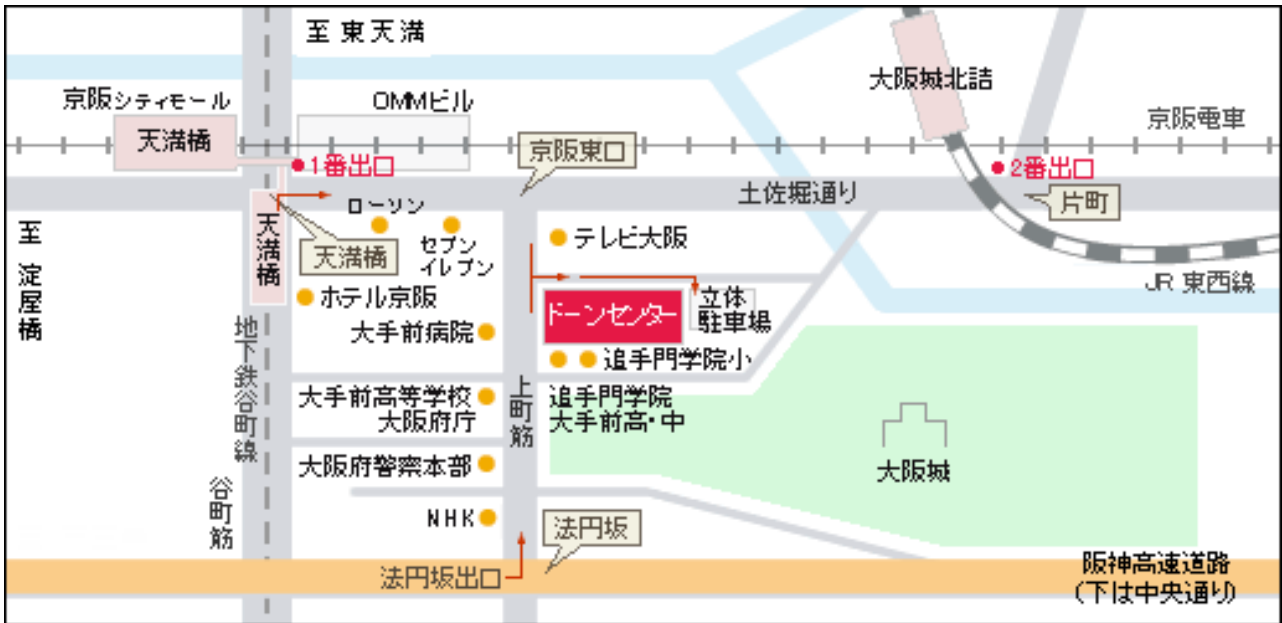 至 東天満
大阪城北詰
京阪シティモール
OMMビル
京阪電車
天満橋
京阪東口
1番出口
2番出口
土佐堀通り
片町
ローソン
天満橋
セブン
イレブン
天満橋
テレビ大阪
至 淀屋橋
JR 東西線
ホテル京阪
ドーンセンター
立体
駐車場
地下鉄谷町線
大手前病院
追手門学院小
上町筋
大手前高等学校
大阪府庁
追手門学院
大手前高・中
大阪府警察本部
大阪城
谷町筋
NHK
法円坂
法円坂出口
阪神高速道路
(下は中央通り)